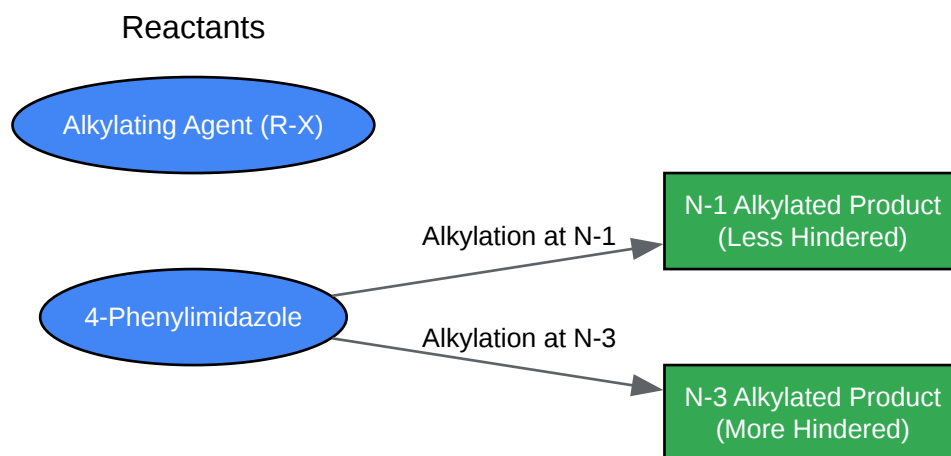 Reactants
Alkylating Agent (R-X)
N-1 Alkylated Product
(Less Hindered)
Alkylation at N-1
4-Phenylimidazole
Alkylation at N-3
N-3 Alkylated Product
(More Hindered)